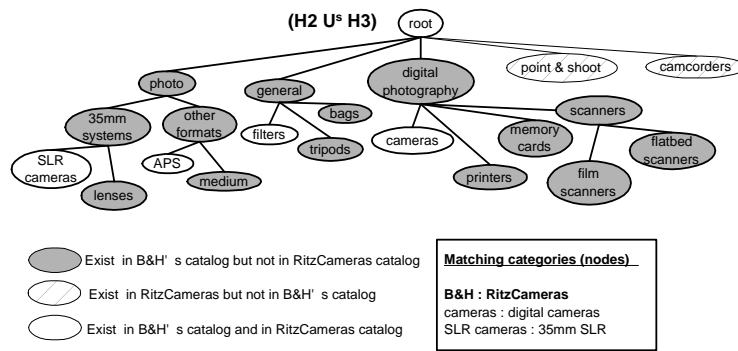 (H2 Uˢ H3)
root
point & shoot
camcorders
photo
general
digital
photography
35mm
systems
other
formats
filters
bags
tripods
cameras
memory
cards
scanners
flatbed
scanners
SLR
cameras
APS
lenses
medium
printers
film
scanners
Exist in B&H' s catalog but not in RitzCameras catalog
Exist in RitzCameras but not in B&H' s catalog
Exist in B&H' s catalog and in RitzCameras catalog
Matching categories (nodes)
B&H : RitzCameras
cameras : digital cameras
SLR cameras : 35mm SLR